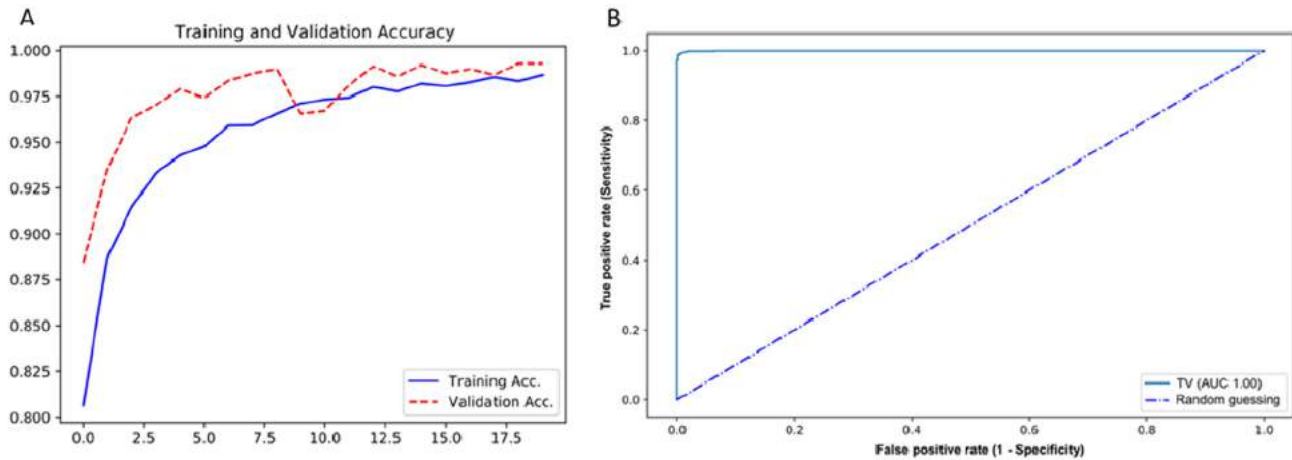 A
Training and Validation Accuracy
1.000
0.975
0.950
0.925
0.900
0.875
0.850
0.825
0.800
0.0 2.5 5.0 7.5 10.0 12.5 15.0 17.5
Training Acc.
Validation Acc.
B
True positive rate (Sensitivity)
1.0
0.8
0.6
0.4
0.2
0.0
0.0 0.2 0.4 0.6 0.8 1.0
False positive rate (1 - Specificity)
TV (AUC 1.00)
Random guessing